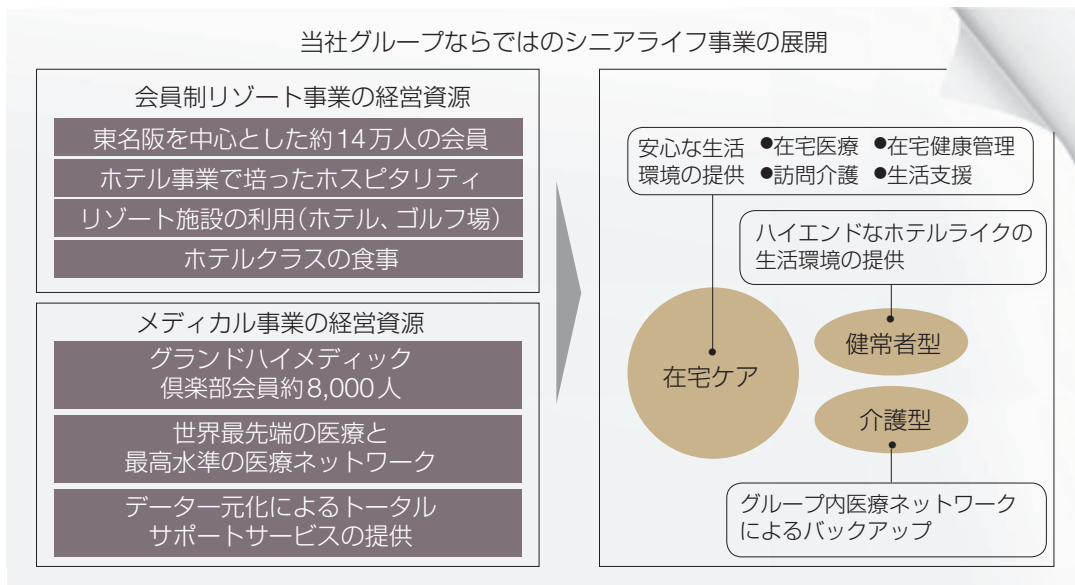 当社グループならではのシニアライフ事業の展開
会員制リゾート事業の経営資源
東名阪を中心とした約14万人の会員
ホテル事業で培ったホスピタリティ
リゾート施設の利用（ホテル、ゴルフ場）
ホテルクラスの食事
メディカル事業の経営資源
グランドハイメディック
倶楽部会員約8,000人
世界最先端の医療と
最高水準の医療ネットワーク
データ一元化によるトータル
サポートサービスの提供
安心な生活 ●在宅医療 ●在宅健康管理
環境の提供 ●訪問介護 ●生活支援
ハイエンドなホテルライクの
生活環境の提供
在宅ケア
健常者型
介護型
グループ内医療ネットワーク
によるバックアップ